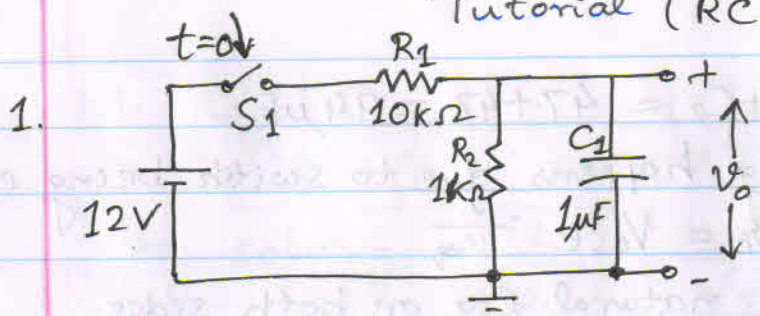 Tutorial (RC
t=0
R1
1.
S1
10KΩ
R2
C1
+
1KΩ
vo
12V
1μF
-